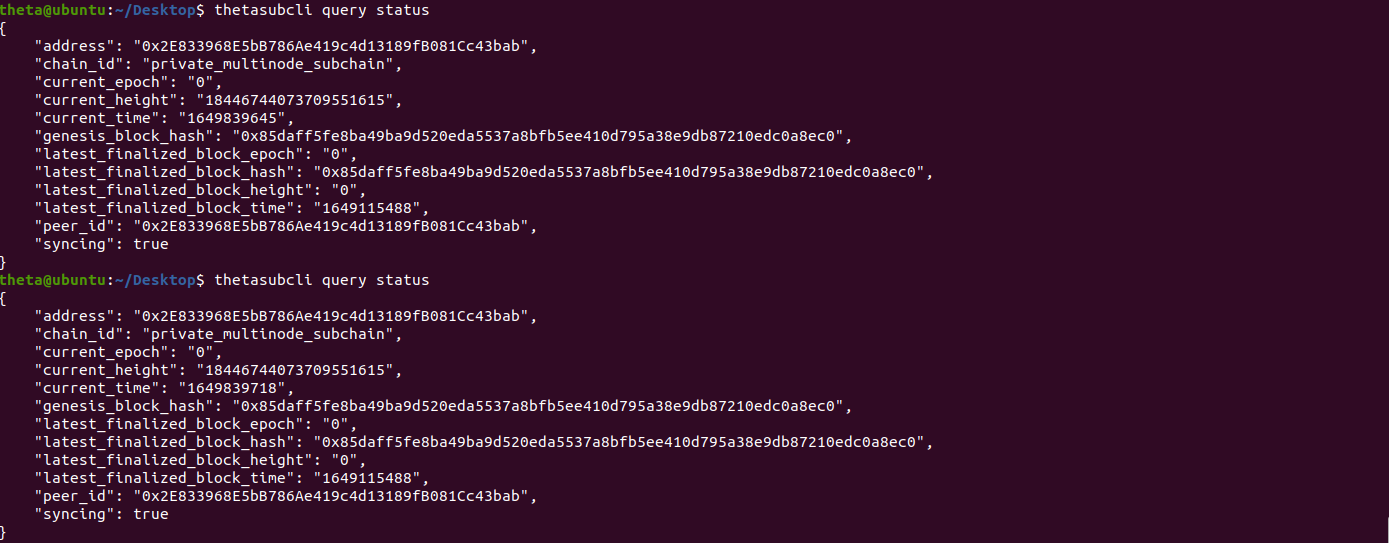 theta@ubuntu:~/Desktop$ thetasubcli query status
{
    "address": "0x2E833968E5bB786Ae419c4d13189fB081Cc43bab",
    "chain_id": "private_multinode_subchain",
    "current_epoch": "0",
    "current_height": "18446744073709551615",
    "current_time": "1649839645",
    "genesis_block_hash": "0x85daff5fe8ba49ba9d520eda5537a8bfb5ee410d795a38e9db87210edc0a8ec0",
    "latest_finalized_block_epoch": "0",
    "latest_finalized_block_hash": "0x85daff5fe8ba49ba9d520eda5537a8bfb5ee410d795a38e9db87210edc0a8ec0",
    "latest_finalized_block_height": "0",
    "latest_finalized_block_time": "1649115488",
    "peer_id": "0x2E833968E5bB786Ae419c4d13189fB081Cc43bab",
    "syncing": true
}
theta@ubuntu:~/Desktop$ thetasubcli query status
{
    "address": "0x2E833968E5bB786Ae419c4d13189fB081Cc43bab",
    "chain_id": "private_multinode_subchain",
    "current_epoch": "0",
    "current_height": "18446744073709551615",
    "current_time": "1649839718",
    "genesis_block_hash": "0x85daff5fe8ba49ba9d520eda5537a8bfb5ee410d795a38e9db87210edc0a8ec0",
    "latest_finalized_block_epoch": "0",
    "latest_finalized_block_hash": "0x85daff5fe8ba49ba9d520eda5537a8bfb5ee410d795a38e9db87210edc0a8ec0",
    "latest_finalized_block_height": "0",
    "latest_finalized_block_time": "1649115488",
    "peer_id": "0x2E833968E5bB786Ae419c4d13189fB081Cc43bab",
    "syncing": true
}